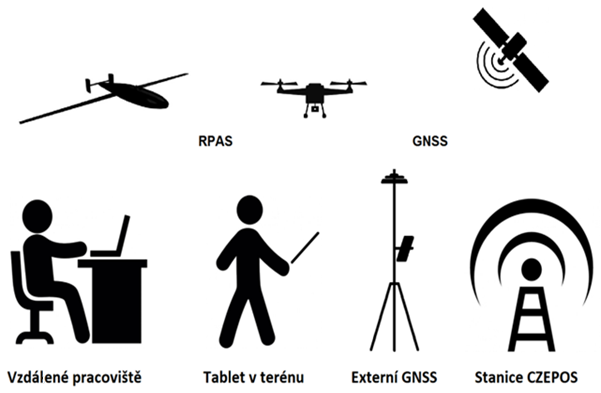 RPAS
GNSS
Vzdálené pracoviště
Tablet v terénu
Externí GNSS
Stanice CZEPOS